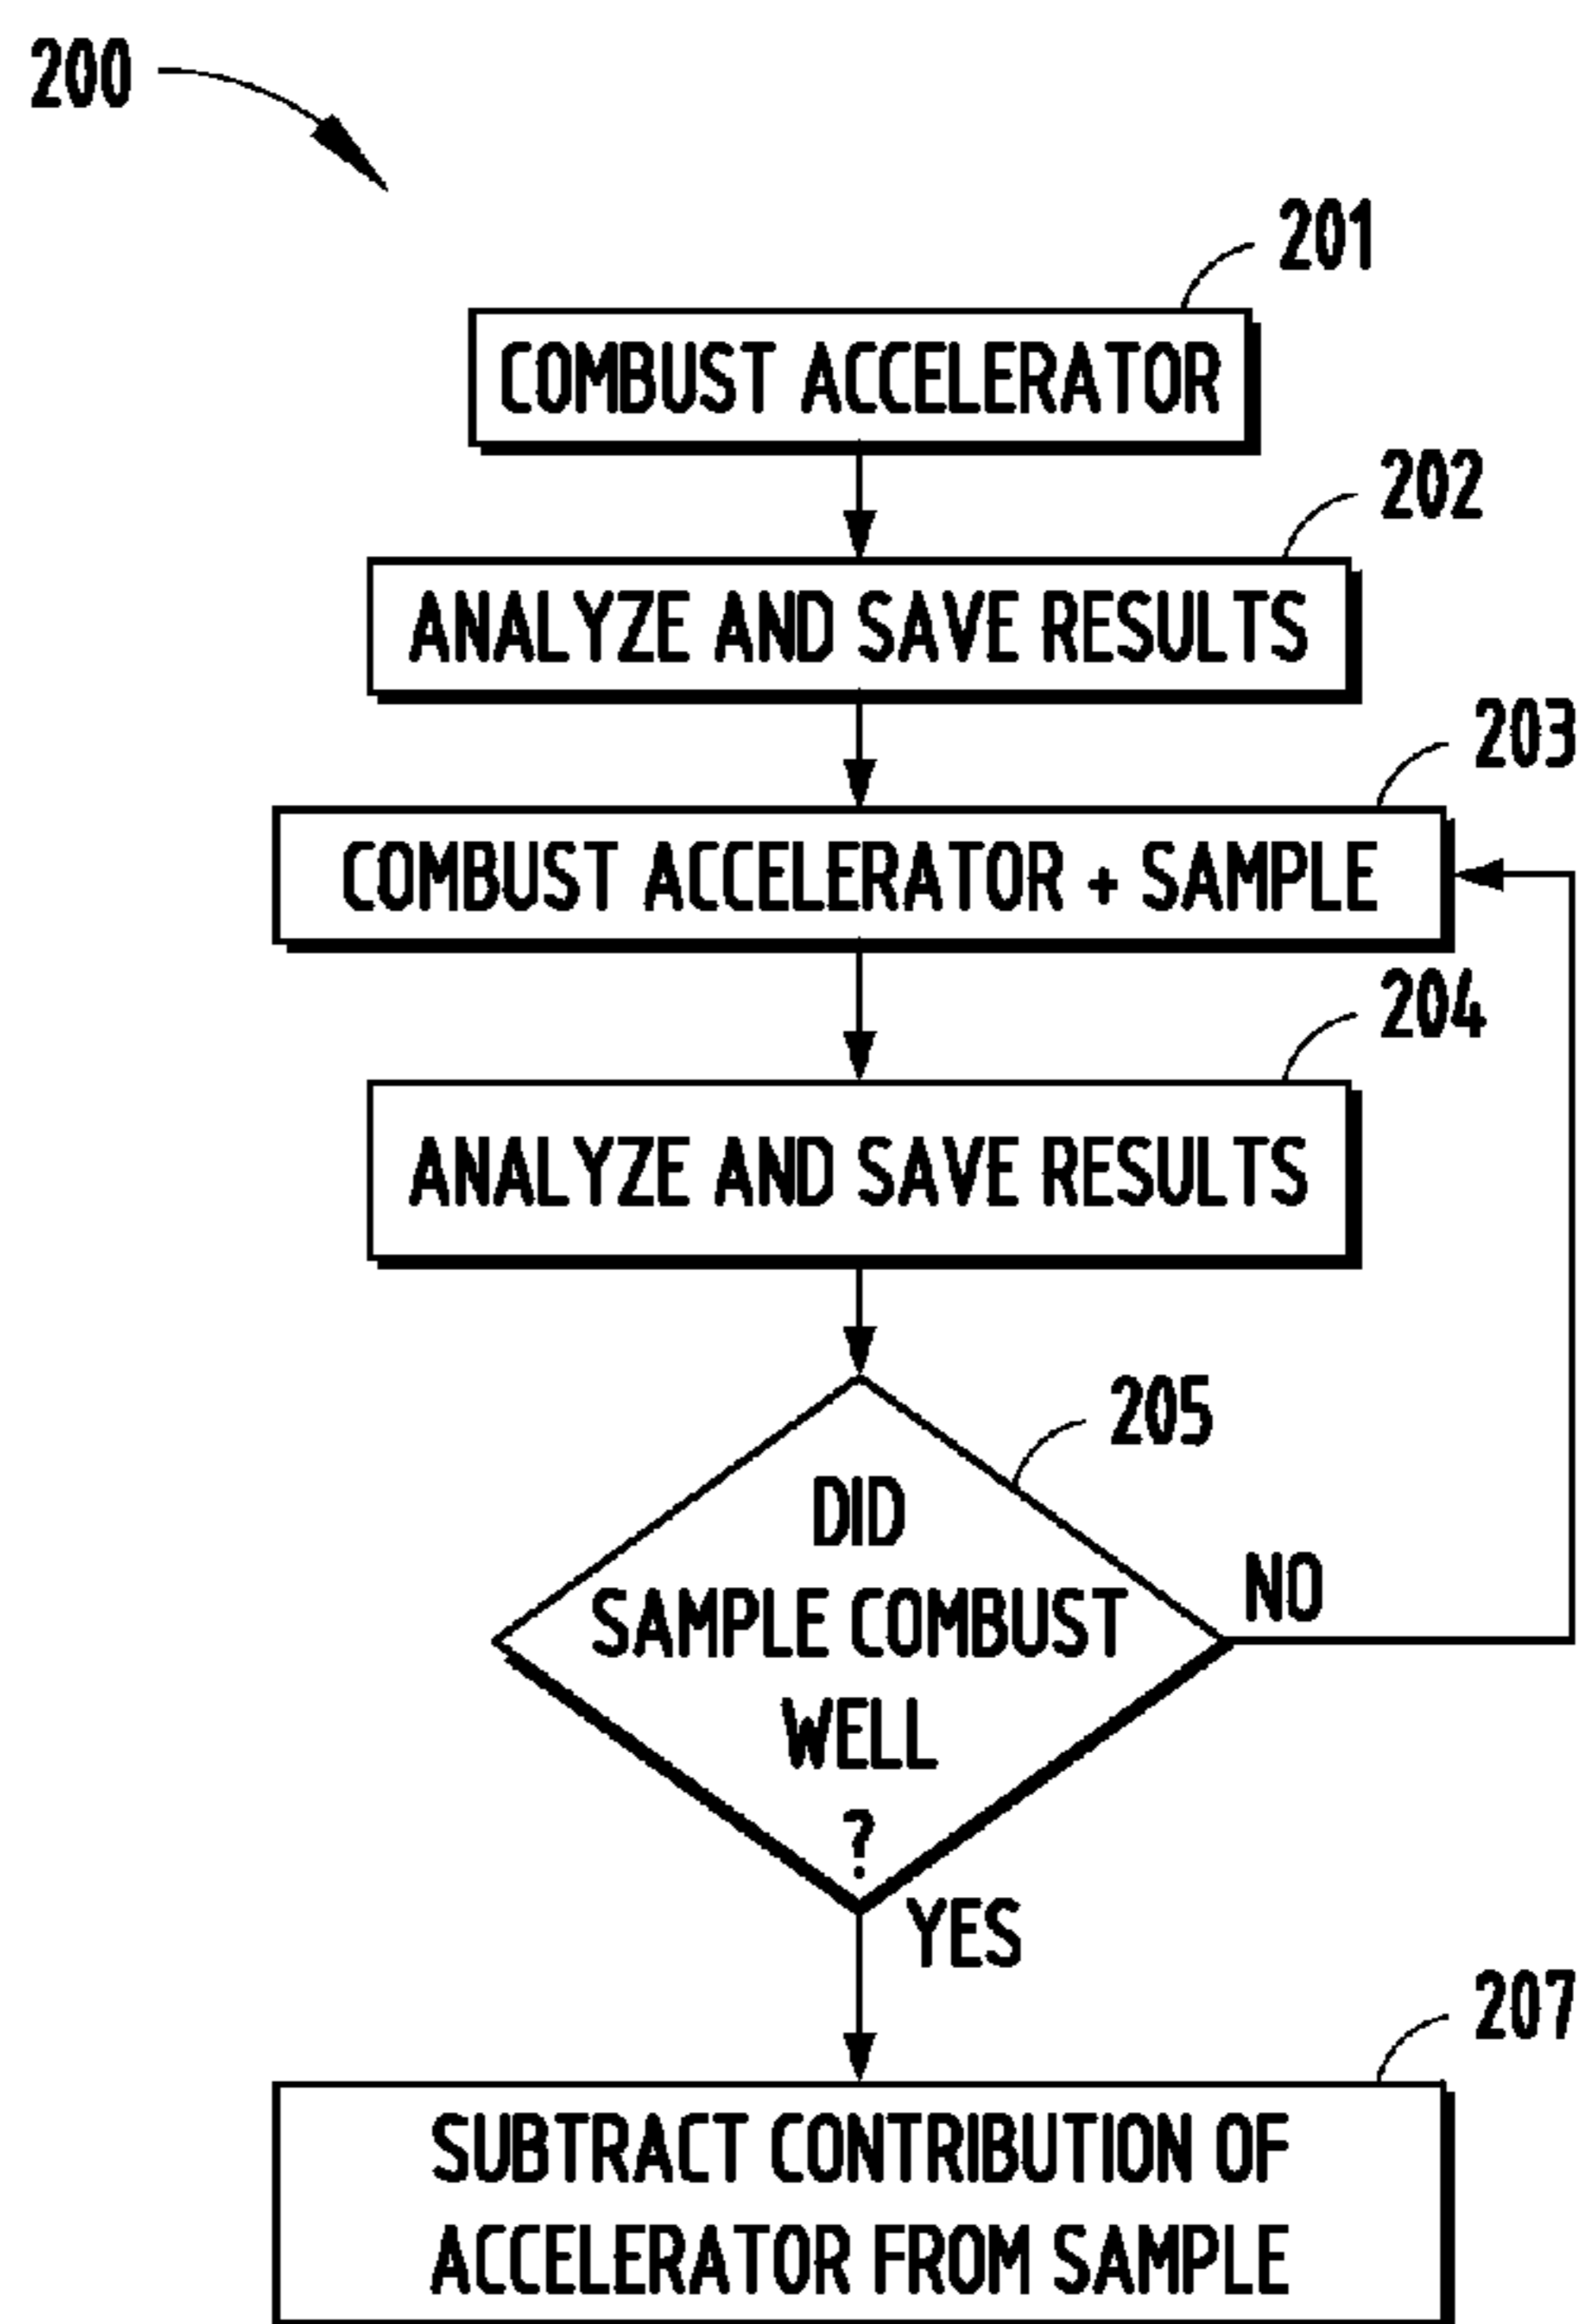 200
201
COMBUST ACCELERATOR
202
ANALYZE AND SAVE RESULTS
203
COMBUST ACCELERATOR + SAMPLE
204
ANALYZE AND SAVE RESULTS
205
DID
SAMPLE COMBUST
WELL
?
NO
YES
207
SUBTRACT CONTRIBUTION OF
ACCELERATOR FROM SAMPLE